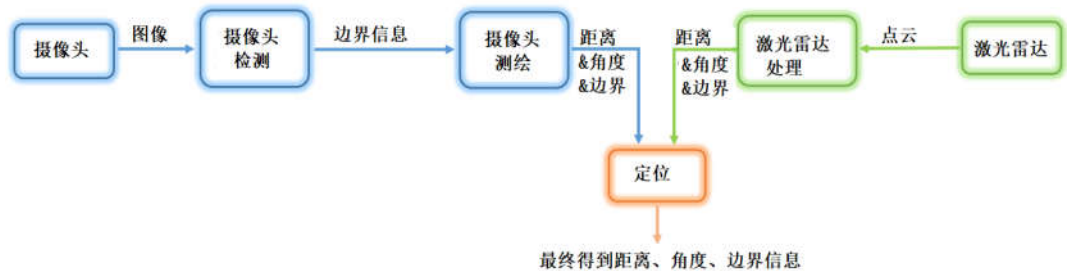 摄像头
图像
摄像头
检测
边界信息
摄像头
测绘
距离
&角度
&边界
距离
&角度
&边界
激光雷达
处理
点云
激光雷达
定位
最终得到距离、角度、边界信息